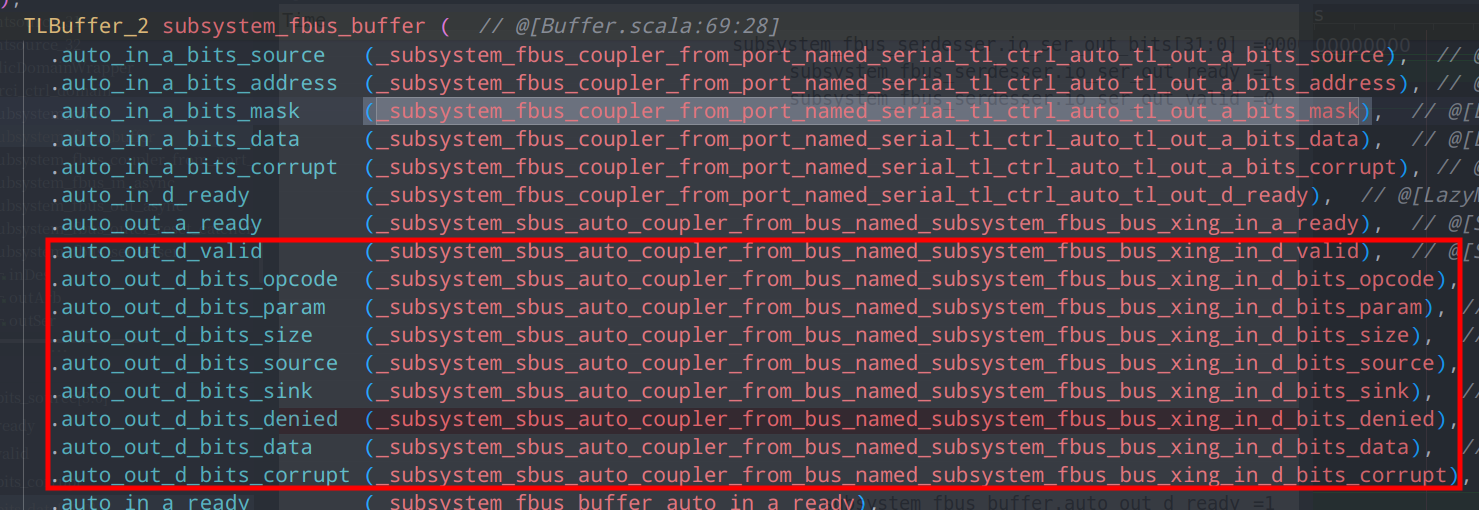 ),
TLBuffer_2 subsystem_fbus_buffer (   // @[Buffer.scala:69:28]
.auto_in_a_bits_source   (_subsystem_fbus_coupler_from_port_named_serial_tl_ctrl_auto_tl_out_a_bits_source),   // @
.auto_in_a_bits_address  (_subsystem_fbus_coupler_from_port_named_serial_tl_ctrl_auto_tl_out_a_bits_address), // @
.auto_in_a_bits_mask     (_subsystem_fbus_coupler_from_port_named_serial_tl_ctrl_auto_tl_out_a_bits_mask),   // @[
.auto_in_a_bits_data     (_subsystem_fbus_coupler_from_port_named_serial_tl_ctrl_auto_tl_out_a_bits_data),   // @[
.auto_in_a_bits_corrupt  (_subsystem_fbus_coupler_from_port_named_serial_tl_ctrl_auto_tl_out_a_bits_corrupt), // @
.auto_in_d_ready         (_subsystem_fbus_coupler_from_port_named_serial_tl_ctrl_auto_tl_out_d_ready),   // @[Lazy
.auto_out_a_ready        (_subsystem_sbus_auto_coupler_from_bus_named_subsystem_fbus_bus_xing_in_a_ready),   // @[S
.auto_out_d_valid        (_subsystem_sbus_auto_coupler_from_bus_named_subsystem_fbus_bus_xing_in_d_valid),   // @[S
.auto_out_d_bits_opcode  (_subsystem_sbus_auto_coupler_from_bus_named_subsystem_fbus_bus_xing_in_d_bits_opcode),
.auto_out_d_bits_param   (_subsystem_sbus_auto_coupler_from_bus_named_subsystem_fbus_bus_xing_in_d_bits_param), //
.auto_out_d_bits_size    (_subsystem_sbus_auto_coupler_from_bus_named_subsystem_fbus_bus_xing_in_d_bits_size),   //
.auto_out_d_bits_source  (_subsystem_sbus_auto_coupler_from_bus_named_subsystem_fbus_bus_xing_in_d_bits_source),
.auto_out_d_bits_sink    (_subsystem_sbus_auto_coupler_from_bus_named_subsystem_fbus_bus_xing_in_d_bits_sink),   //
.auto_out_d_bits_denied  (_subsystem_sbus_auto_coupler_from_bus_named_subsystem_fbus_bus_xing_in_d_bits_denied),
.auto_out_d_bits_data    (_subsystem_sbus_auto_coupler_from_bus_named_subsystem_fbus_bus_xing_in_d_bits_data),   //
.auto_out_d_bits_corrupt (_subsystem_sbus_auto_coupler_from_bus_named_subsystem_fbus_bus_xing_in_d_bits_corrupt),
.auto_in_a_ready         (_subsystem_fbus_buffer_auto_in_a_ready),